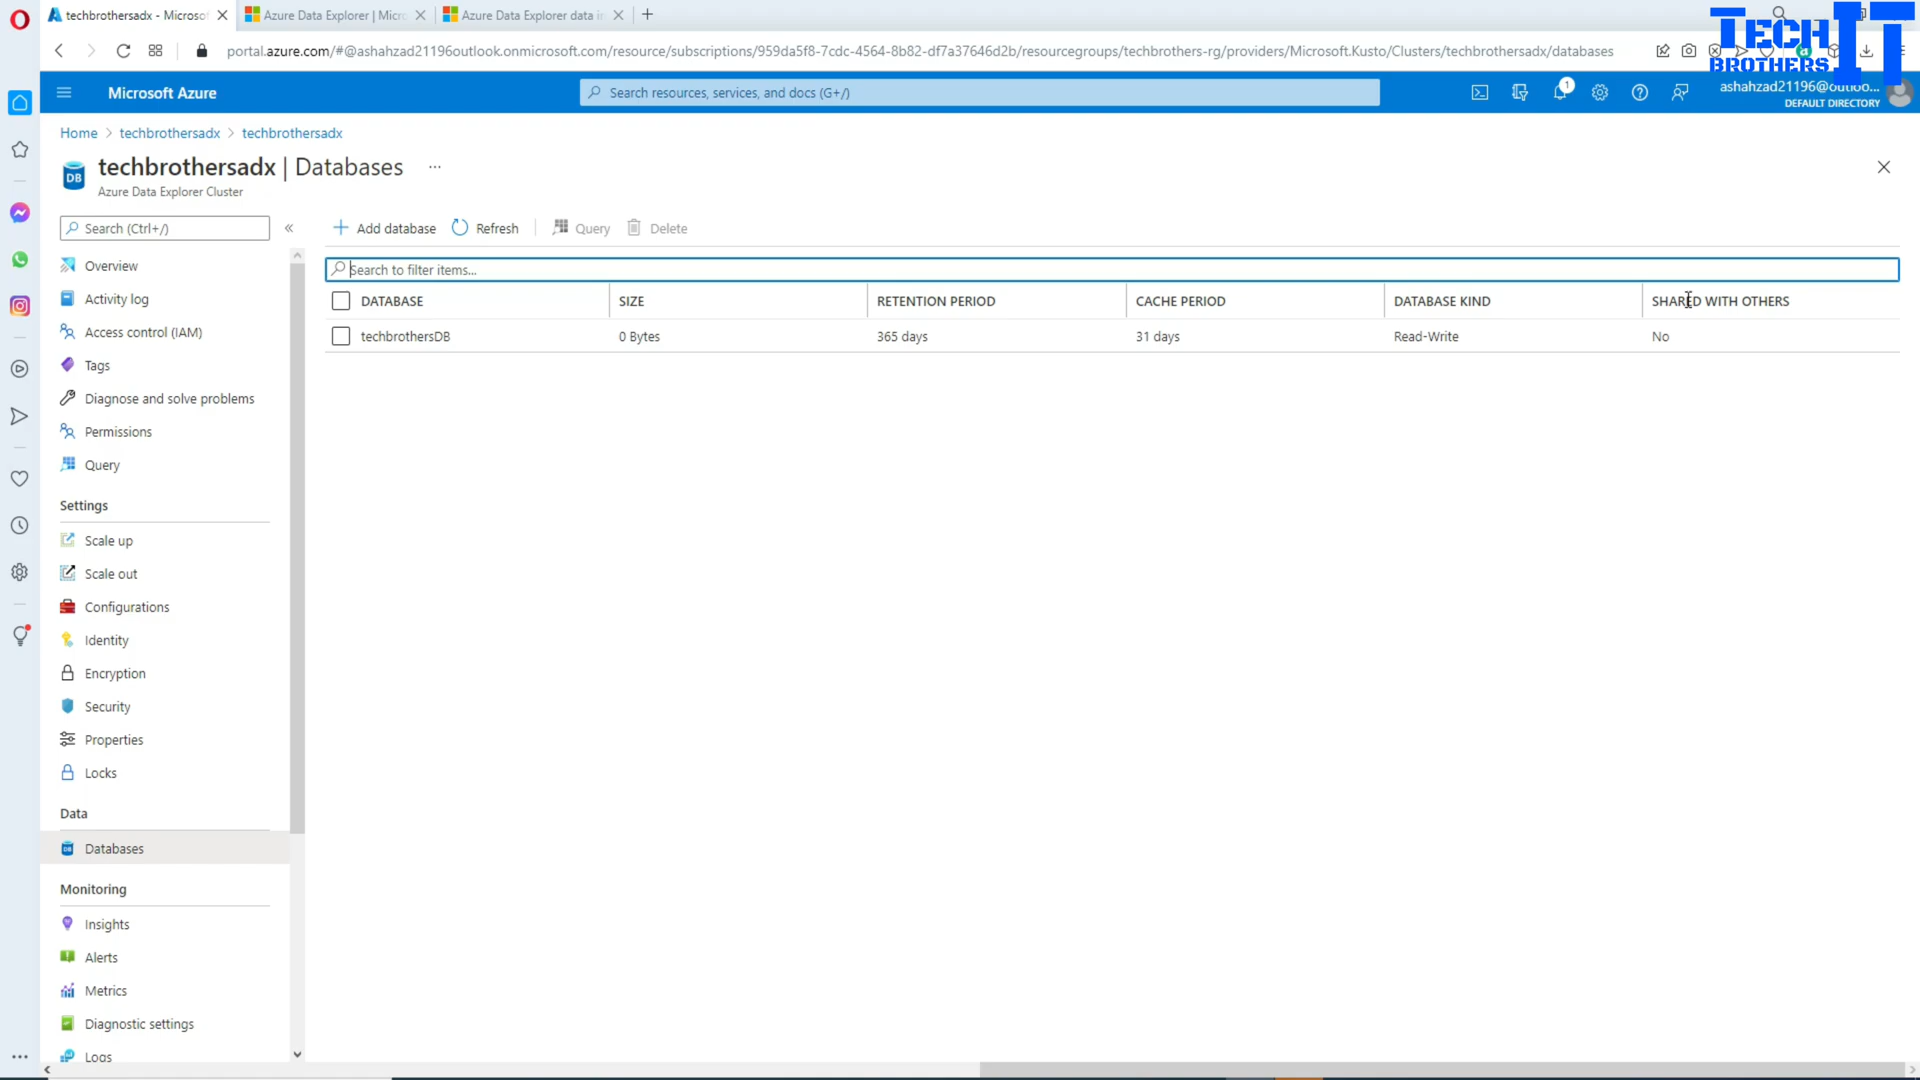 techbrothersadx - Microsof
Azure Data Explorer | Micro
Azure Data Explorer data in
portal.azure.com/#@ashahzad21196outlook.onmicrosoft.com/resource/subscriptions/959da5f8-7cdc-4564-8b82-df7a37646d2b/resourcegroups/techbrothers-rg/providers/Microsoft.Kusto/Clusters/techbrothersadx/databases
TECH
BROTHERS
IT
Microsoft Azure
Search resources, services, and docs (G+/)
1
ashahzad21196@outloo...
DEFAULT DIRECTORY
Home > techbrothersadx > techbrothersadx
DB
techbrothersadx | Databases ...
Azure Data Explorer Cluster
Search (Ctrl+/)
«
Add database
Refresh
Query
Delete
Search to filter items...
DATABASE SIZE RETENTION PERIOD CACHE PERIOD DATABASE KIND SHARED WITH OTHERS
techbrothersDB 0 Bytes 365 days 31 days Read-Write No
Overview
Activity log
Access control (IAM)
Tags
Diagnose and solve problems
Permissions
Query
Settings
Scale up
Scale out
Configurations
Identity
Encryption
Security
Properties
Locks
Data
Databases
Monitoring
Insights
Alerts
Metrics
Diagnostic settings
Logs